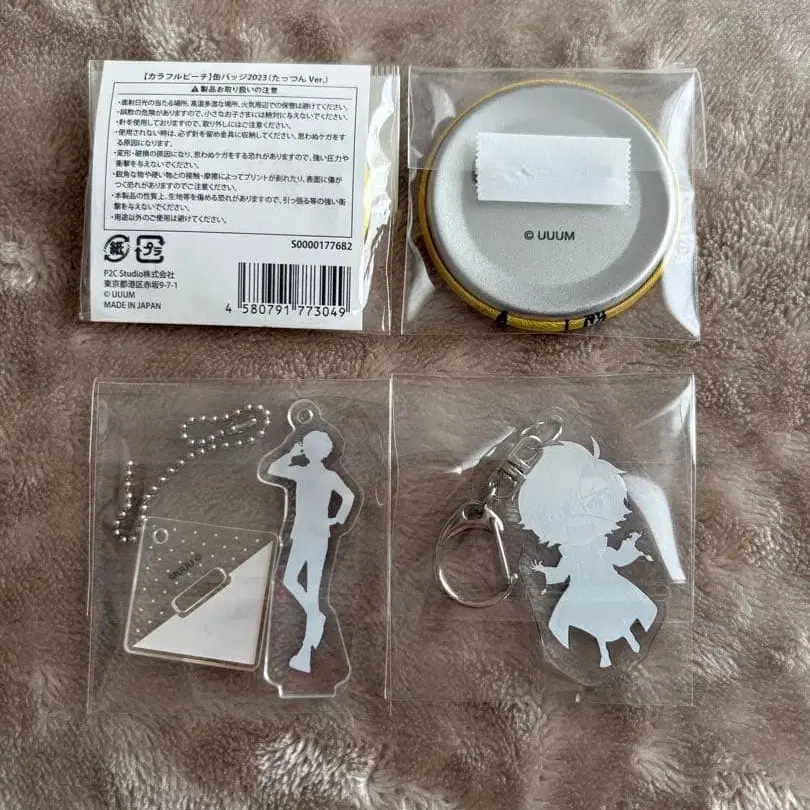 【カラフルピーチ】缶バッジ2023(たっつん Ver.)
⚠製品お取り扱いの注意
・直射日光の当たる場所、高温多湿な場所、火気周辺での保管は避けてください。
・誤飲の危険がありますので、小さなお子さまには絶対に与えないでください。
・針を使用しておりますので、取り外しにはご注意ください。
・使用されない時は、必ず針を留め金具に収納してください。思わぬケガをす
る原因になります。
・変形・破損の原因になり、思わぬケガをする恐れがありますので、強い圧力や
衝撃を与えないでください。
・鋭角な物や硬い物との接触・摩擦によってプリントが剥れたり、表面に傷が
つく恐れがありますのでご注意ください。
・本製品の性質上、生地等を傷める恐れがありますので、引っ張る等の強い衝
撃を与えないでください。
・用途以外のご使用は避けてください。
紙 プラ
S0000177682
P2C Studio株式会社
東京都港区赤坂9-7-1
© UUUM
MADE IN JAPAN
4 580791 773049
© UUUM